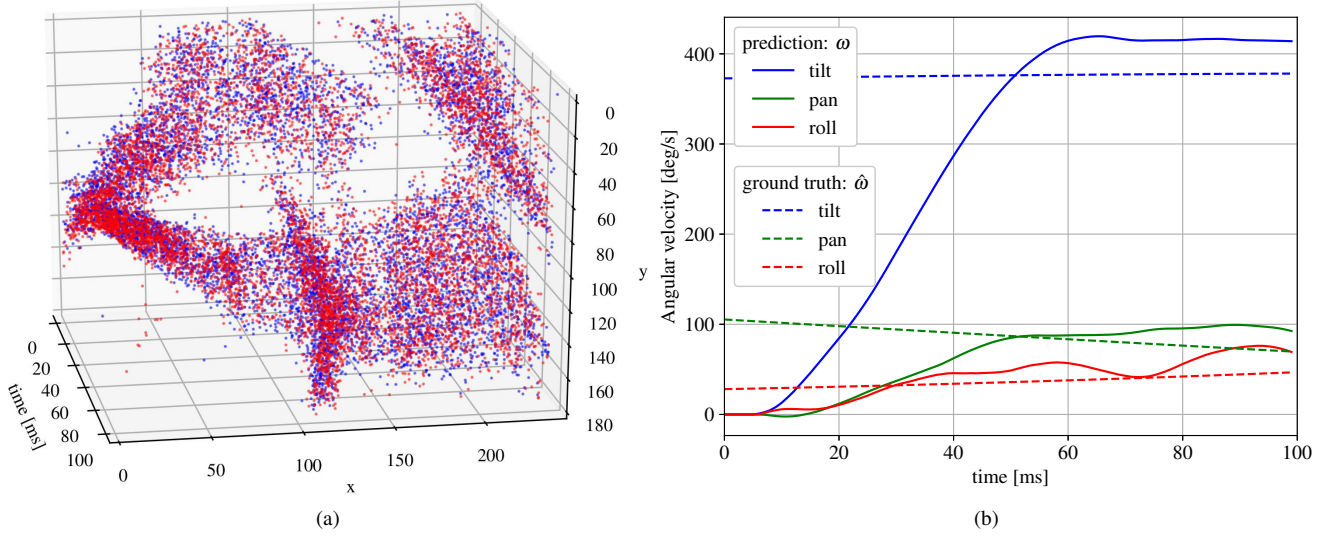 0
20
40
60
80
100
120
140
160
180
y
0
20
40
60
80
100
time [ms]
0
50
100
150
200
x
(a)
400
300
200
100
0
Angular velocity [deg/s]
prediction: ω
tilt
pan
roll
ground truth: ω̂
tilt
pan
roll
0
20
40
60
80
100
time [ms]
(b)